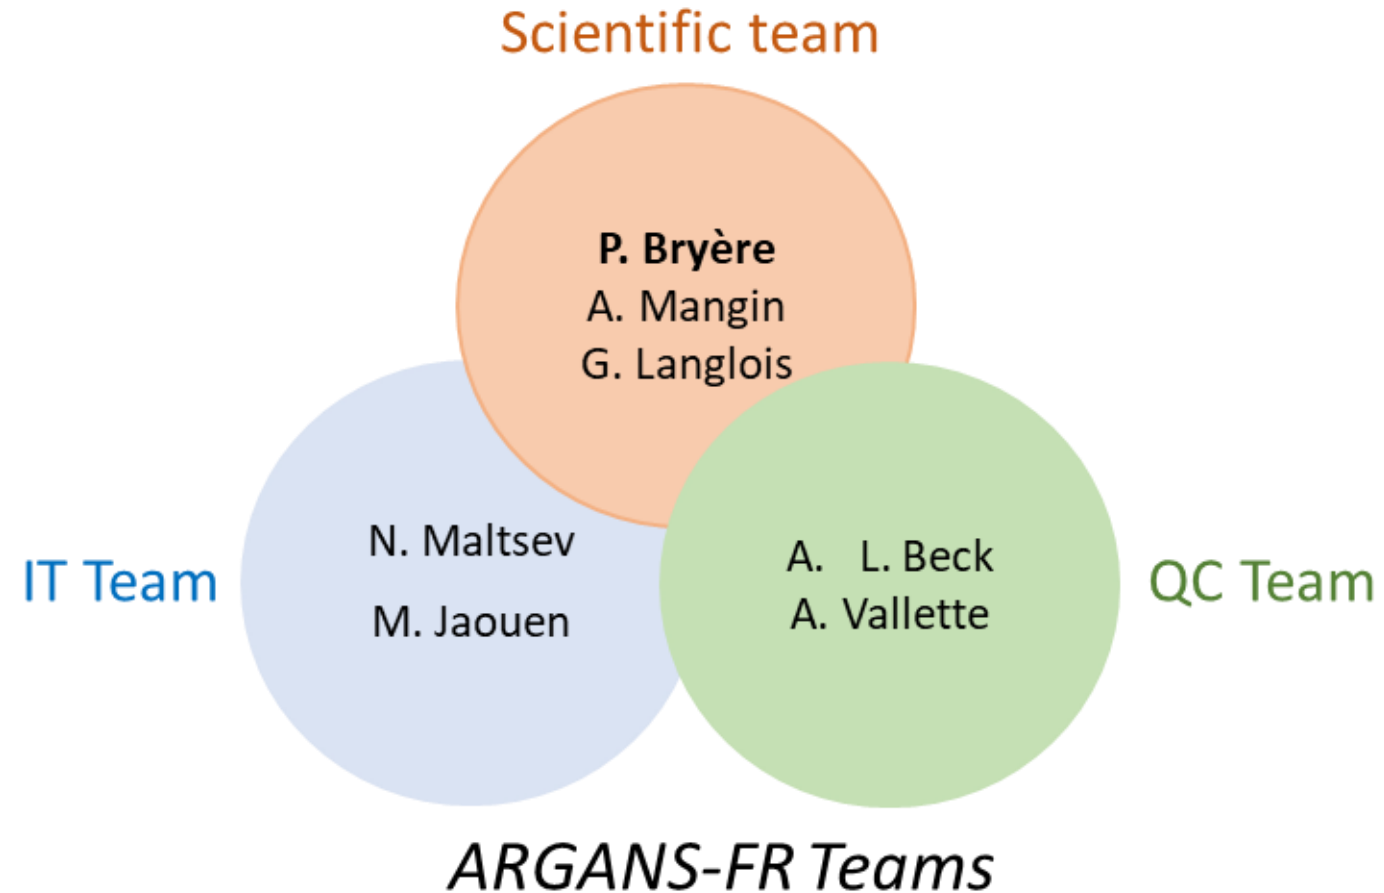 Scientific team
P. Bryère
A. Mangin
G. Langlois
IT Team
N. Maltsev
M. Jaouen
A. L. Beck
A. Vallette
QC Team
ARGANS-FR Teams